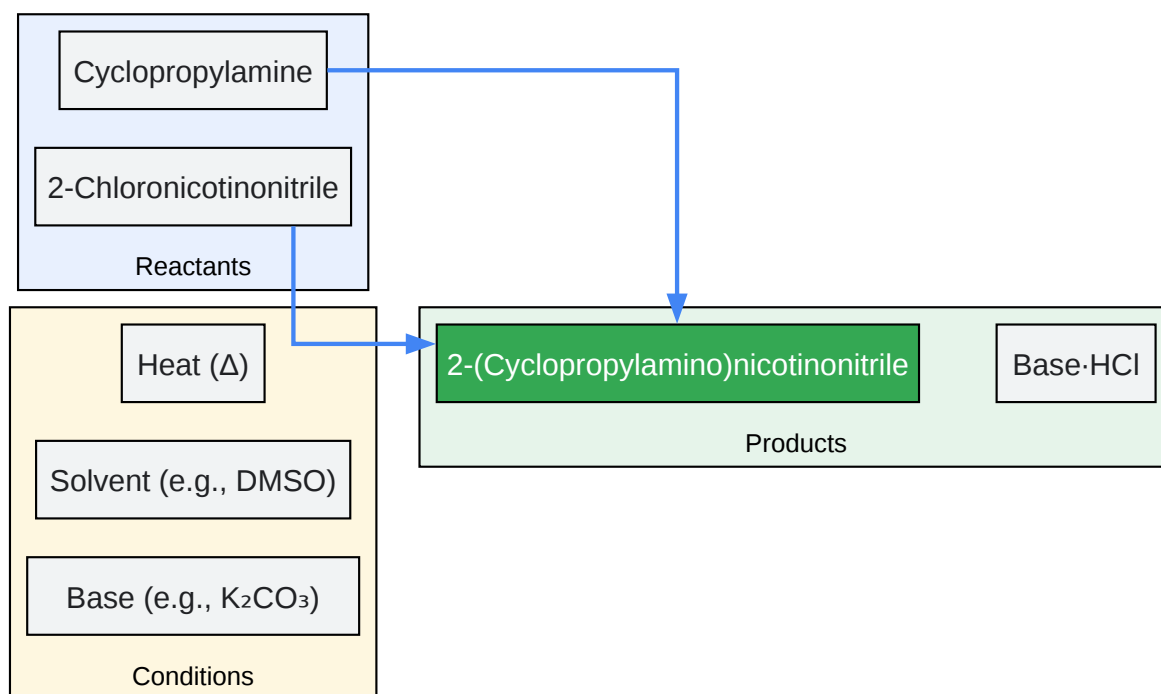 Cyclopropylamine
2-Chloronicotinonitrile
Reactants
Heat (Δ)
Solvent (e.g., DMSO)
Base (e.g., K₂CO₃)
Conditions
2-(Cyclopropylamino)nicotinonitrile
Base·HCl
Products